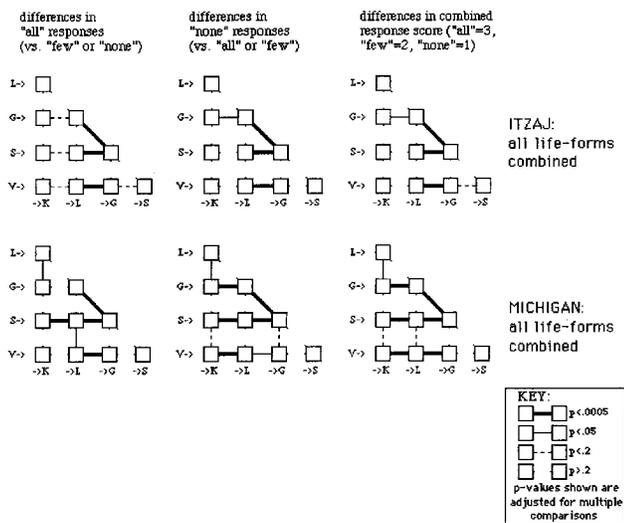 differences in
"all" responses
(vs. "few" or "none")
differences in
"none" responses
(vs. "all" or "few")
differences in combined
response score ("all"=3,
"few"=2, "none"=1)
L-> L-> L->
G-> G-> G->
S-> S-> S->
V-> V-> V->
->K ->L ->G ->S ->K ->L ->G ->S ->K ->L ->G ->S
ITZAJ:
all life-forms
combined
L-> L-> L->
G-> G-> G->
S-> S-> S->
V-> V-> V->
->K ->L ->G ->S ->K ->L ->G ->S ->K ->L ->G ->S
MICHIGAN:
all life-forms
combined
KEY:
p<.0005
p<.05
p<.2
p>.2
p-values shown are
adjusted for multiple
comparisons